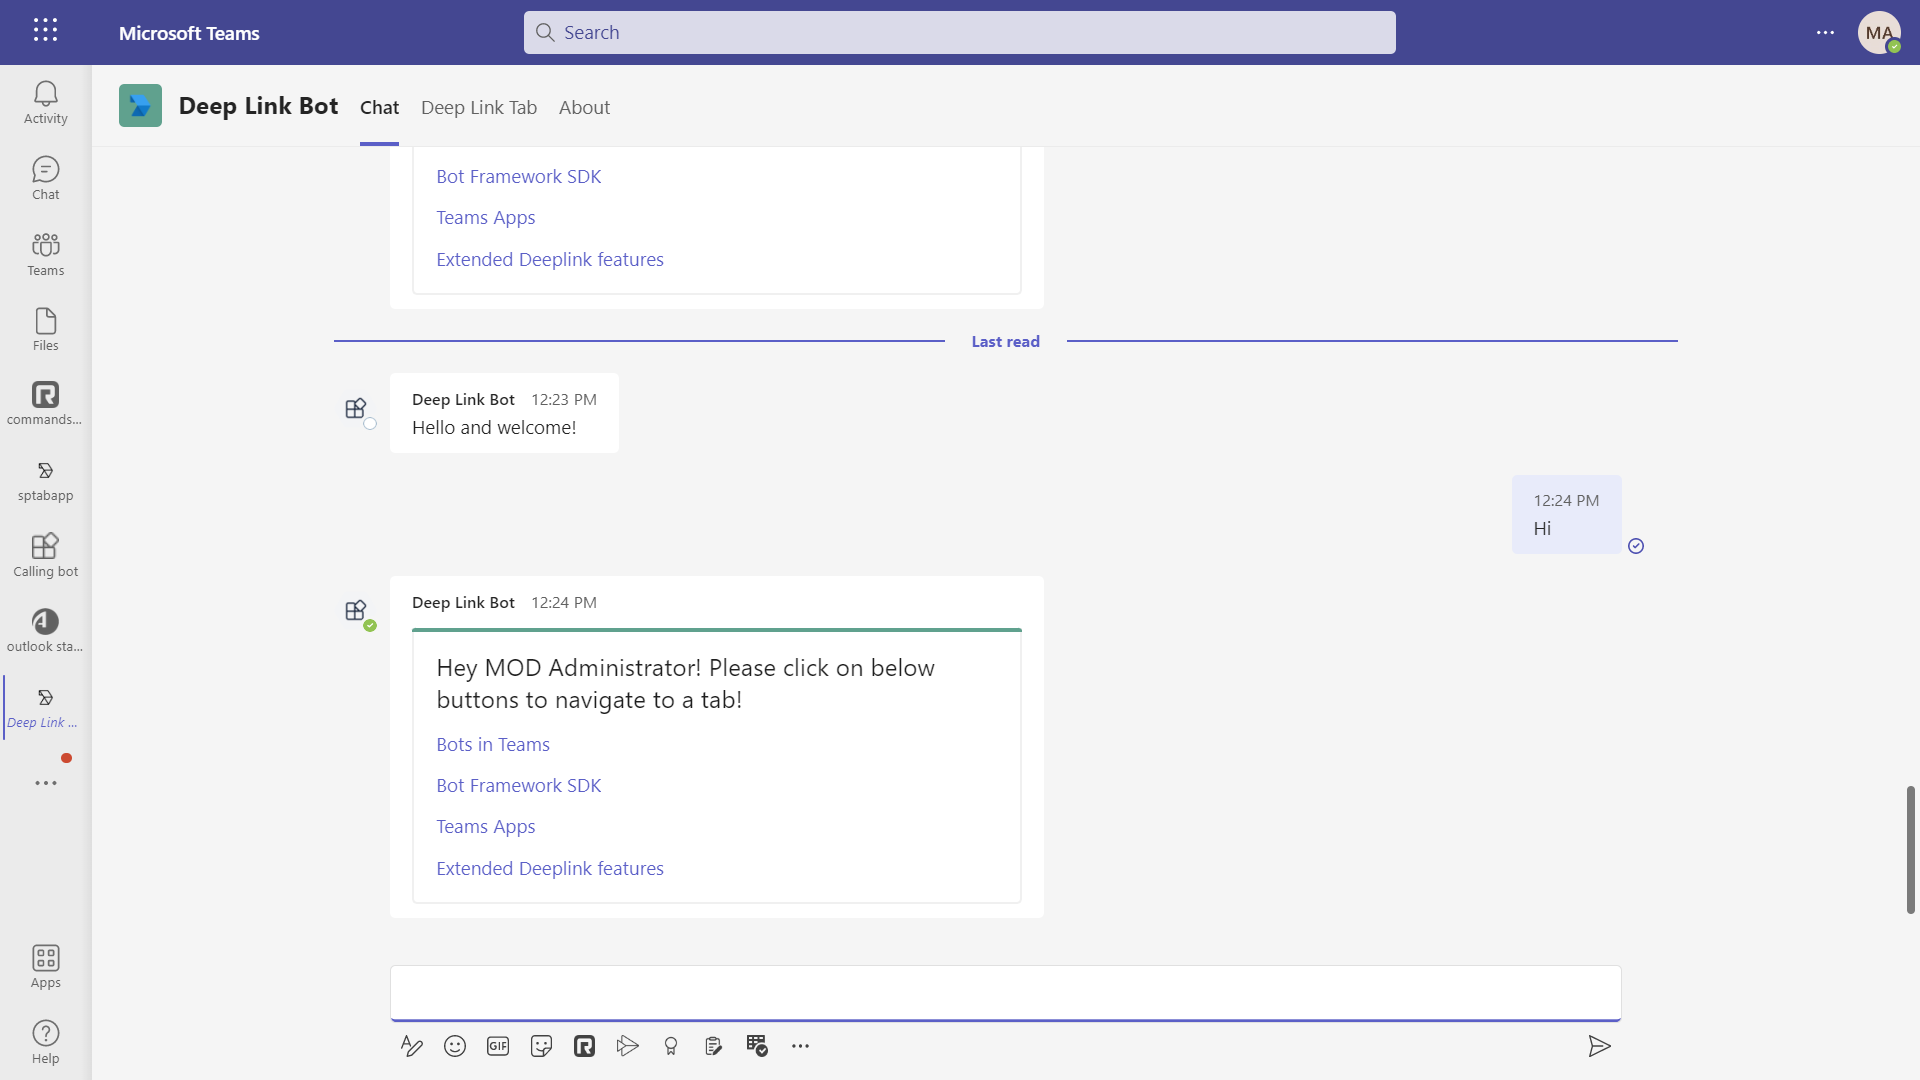 Microsoft Teams
Search
MA
Activity
Chat
Teams
Files
commands...
sptabapp
Calling bot
outlook sta...
Deep Link ...
Apps
Help
Deep Link Bot
Chat
Deep Link Tab
About
Bot Framework SDK
Teams Apps
Extended Deeplink features
Last read
Deep Link Bot 12:23 PM
Hello and welcome!
12:24 PM
Hi
Deep Link Bot 12:24 PM
Hey MOD Administrator! Please click on below
buttons to navigate to a tab!
Bots in Teams
Bot Framework SDK
Teams Apps
Extended Deeplink features
GIF